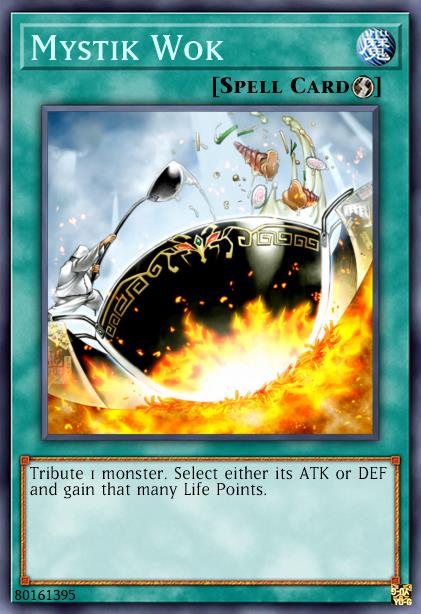 Mystik Wok
[Spell Card]
Tribute 1 monster. Select either its ATK or DEF
and gain that many Life Points.
80161395